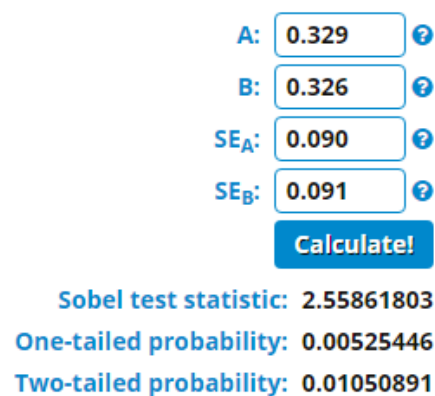 A: 0.329 ?
B: 0.326 ?
SEA: 0.090 ?
SEB: 0.091 ?
Calculate!
Sobel test statistic: 2.55861803
One-tailed probability: 0.00525446
Two-tailed probability: 0.01050891